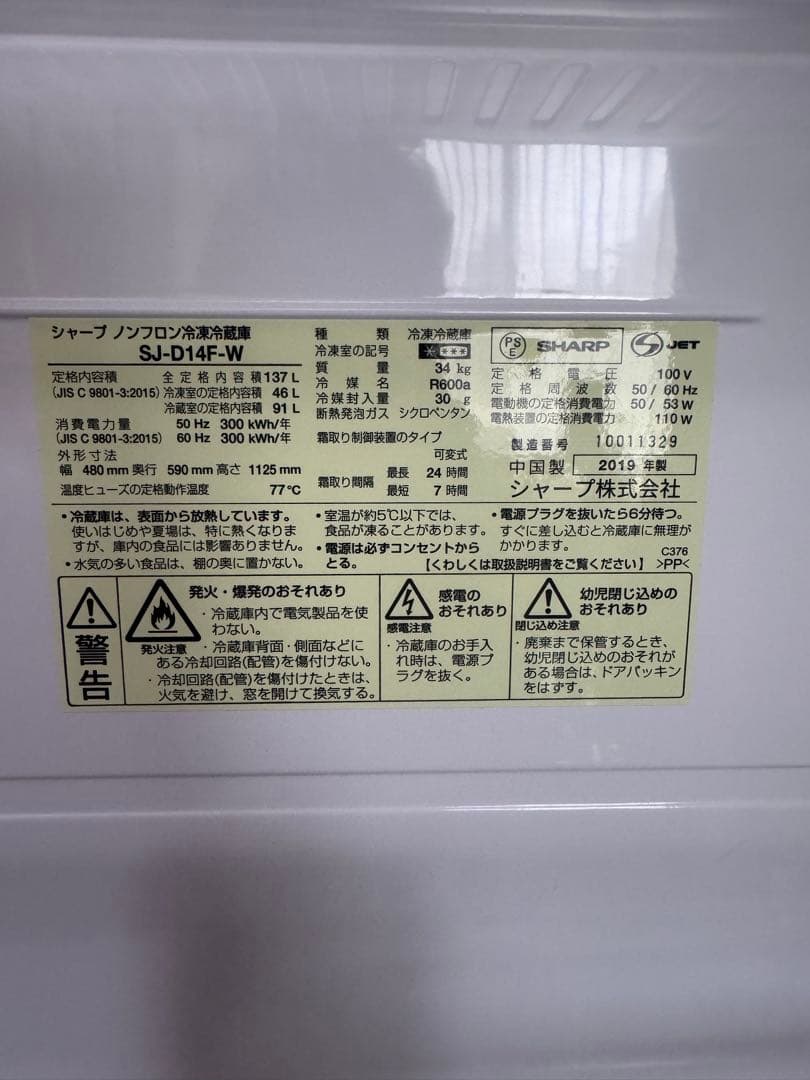 シャープ ノンフロン冷凍冷蔵庫
SJ-D14F-W
定格内容積 全定格内容積 137 L
(JIS C 9801-3:2015) 冷凍室の定格内容積 46 L
冷蔵室の定格内容積 91 L
消費電力量 50 Hz 300 kWh/年
(JIS C 9801-3:2015) 60 Hz 300 kWh/年
外形寸法
幅 480 mm 奥行 590 mm 高さ 1125 mm
温度ヒューズの定格動作温度 77℃
種類 冷凍冷蔵庫
冷凍室の記号 ****
質量 34 kg
冷媒名 R600a
冷媒封入量 30 g
断熱発泡ガス シクロペンタン
霜取り制御装置のタイプ
可変式
霜取り間隔 最長 24 時間
最短 7 時間
PS
E
SHARP
S JET
定格電圧 100 V
定格周波数 50/60 Hz
電動機の定格消費電力 50/53 W
電熱装置の定格消費電力 110 W
製造番号 10011329
中国製 2019 年製
シャープ株式会社
・冷蔵庫は、表面から放熱しています。
使いはじめや夏場は、特に熱くなりま
すが、庫内の食品には影響ありません。
・水気の多い食品は、棚の奥に置かない。
・室温が約5℃以下では、
食品が凍ることがあります。
・電源は必ずコンセントから
とる。
・電源プラグを抜いたら6分待つ。
すぐに差し込むと冷蔵庫に無理が
かかります。
C376
【くわしくは取扱説明書をご覧ください】 >PP<
警告
発火・爆発のおそれあり
発火注意
・冷蔵庫内で電気製品を使
わない。
・冷蔵庫背面・側面などに
ある冷却回路(配管)を傷付けない。
・冷却回路(配管)を傷付けたときは、
火気を避け、窓を開けて換気する。
感電の
おそれあり
感電注意
・冷蔵庫のお手入
れ時は、電源プ
ラグを抜く。
幼児閉じ込めの
おそれあり
閉じ込め注意
・廃棄まで保管するとき、
幼児閉じ込めのおそれが
ある場合は、ドアパッキン
をはずす。